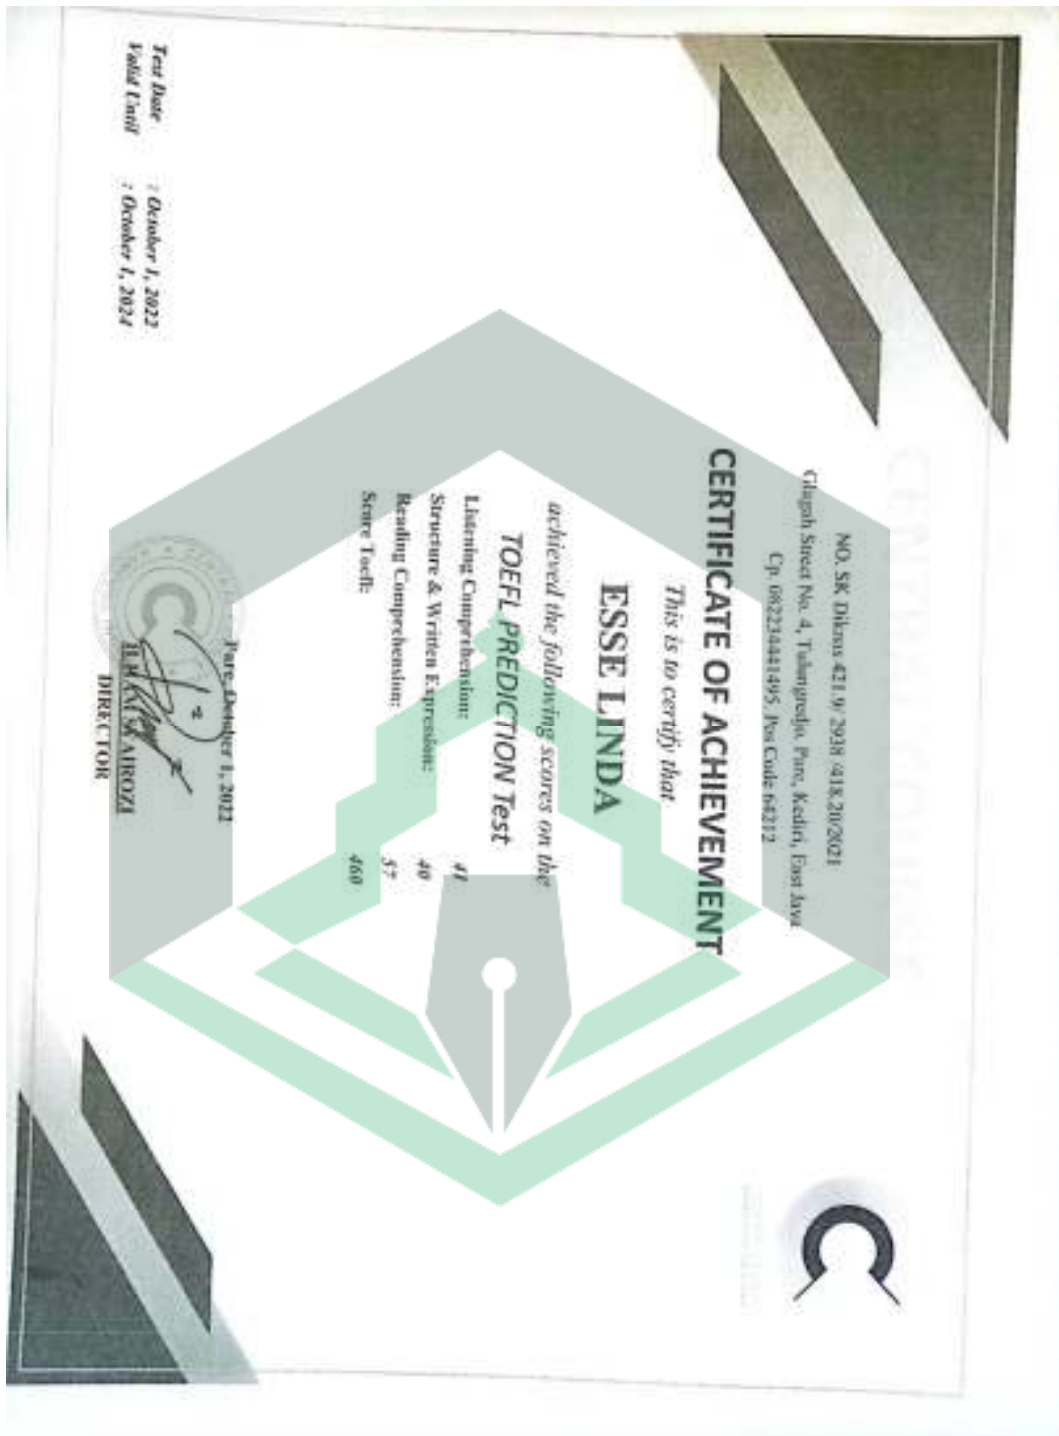 NO. SK Diknas 421.9/ 2938 /418.20/2021
Glagah Street No. 4, Tulungredjo, Pare, Kediri, East Java
Cp. 082234441495 Pos Code 64212
CERTIFICATE OF ACHIEVEMENT
This is to certify that
ESSE LINDA
achieved the following scores on the
TOEFL PREDICTION Test
Listening Comprehension: 41
Structure & Written Expression: 40
Reading Comprehension: 57
Score Toefl: 460
Pare, October 1, 2022
DIRECTOR
Test Date : October 1, 2022
Valid Until : October 1, 2024